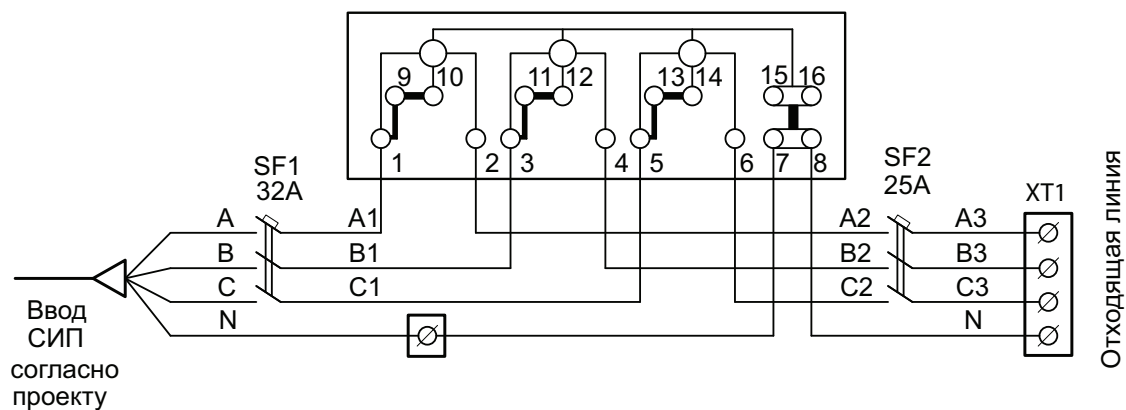 9 10 11 12 13 14 15 16
1 2 3 4 5 6 7 8
SF1
32A
SF2
25A
XT1
A A1 A2 A3
B B1 B2 B3
C C1 C2 C3
N N
Ввод
СИП
согласно
проекту
Отходящая линия